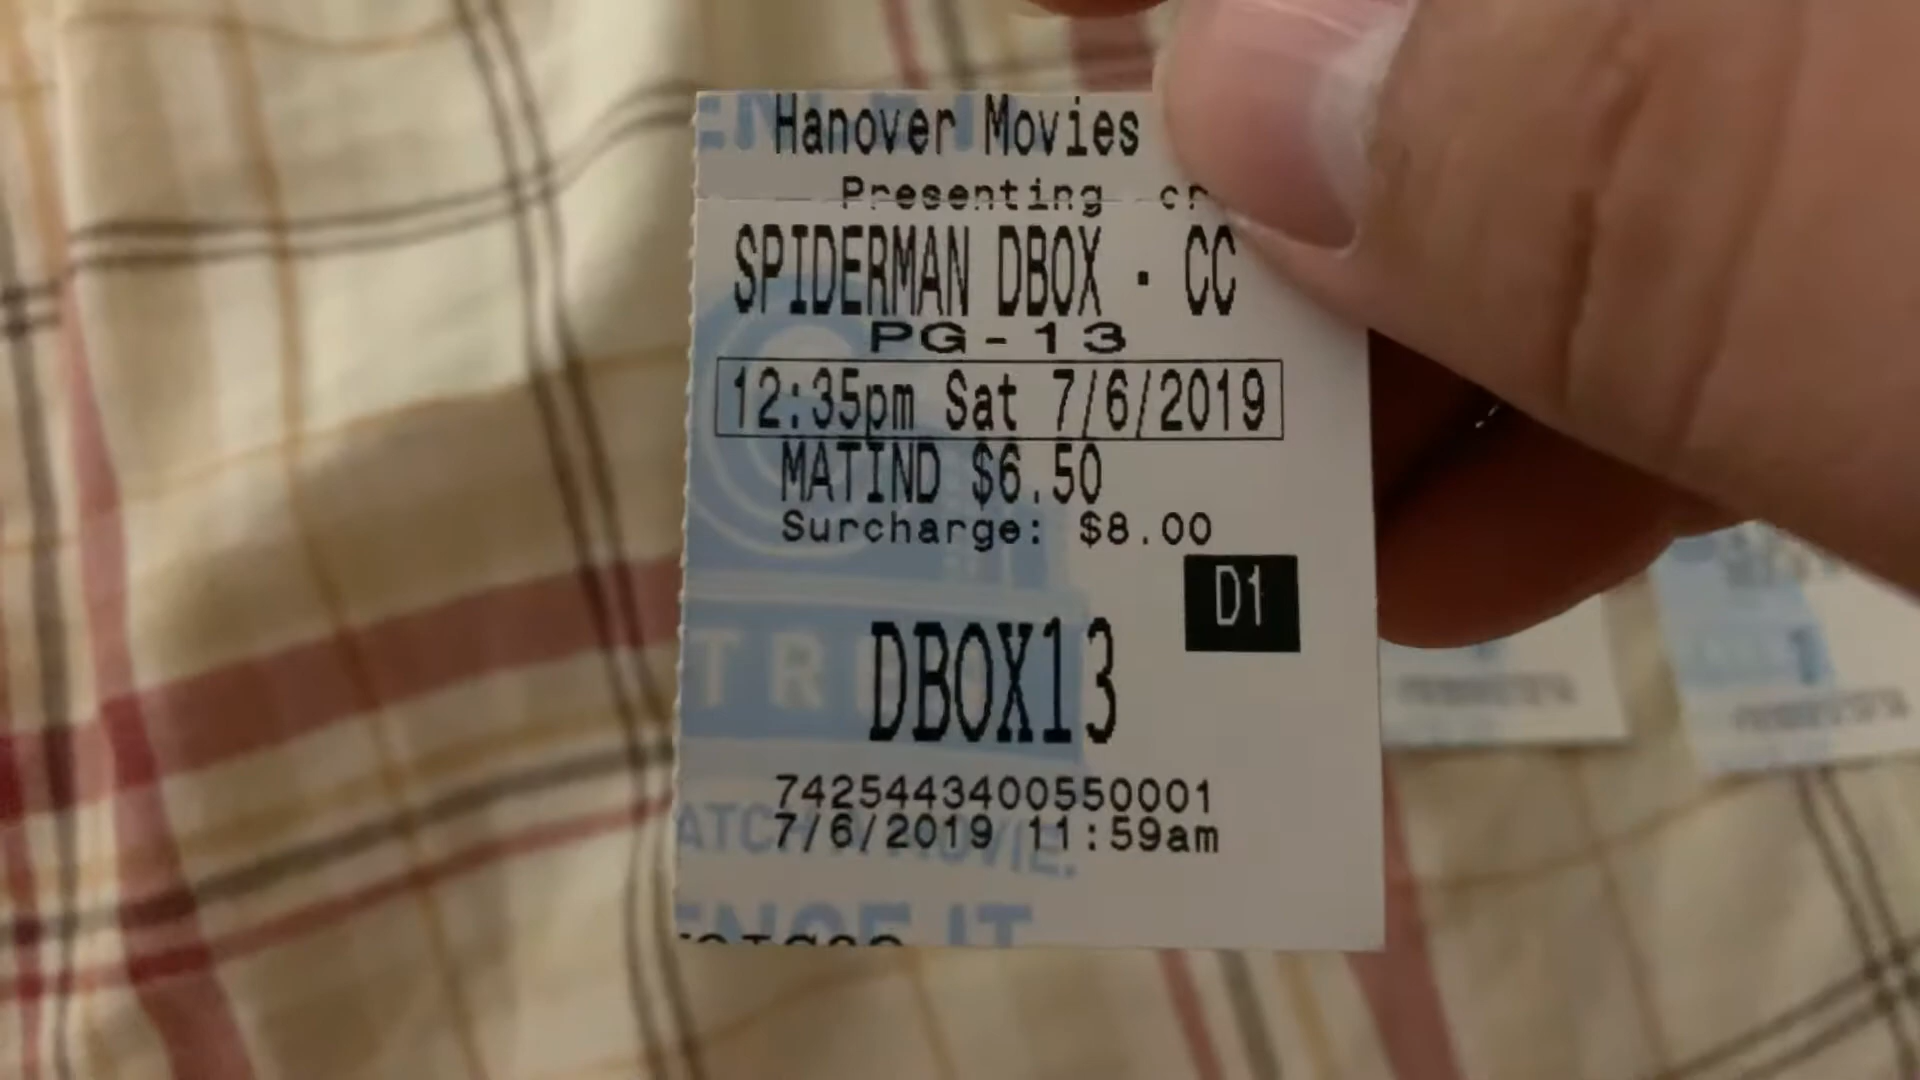 Hanover Movies
Presenting cr
SPIDERMAN DBOX - CC
PG-13
12:35pm Sat 7/6/2019
MATIND $6.50
Surcharge: $8.00
D1
DBOX13
7425443400550001
7/6/2019 11:59am